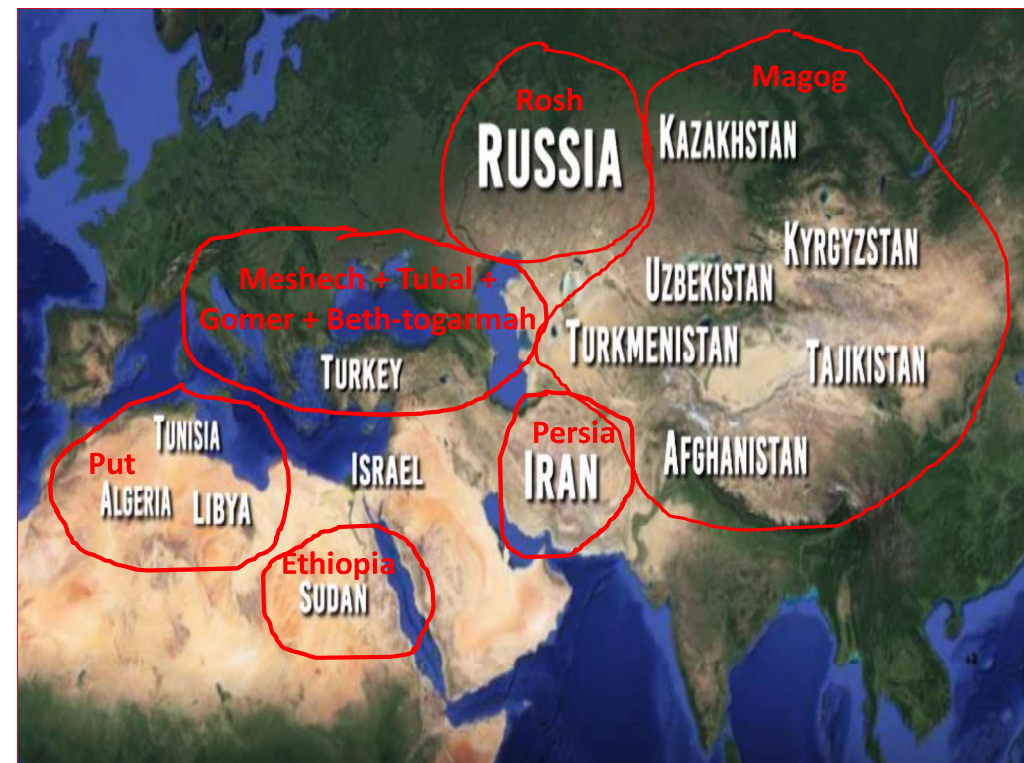 Rosh
RUSSIA
Magog
KAZAKHSTAN
KYRGYZSTAN
UZBEKISTAN
TURKMENISTAN
TAJIKISTAN
AFGHANISTAN
Meshech + Tubal +
Gomer + Beth-togarmah
TURKEY
Put
TUNISIA
ALGERIA
LIBYA
ISRAEL
Persia
IRAN
Ethiopia
SUDAN